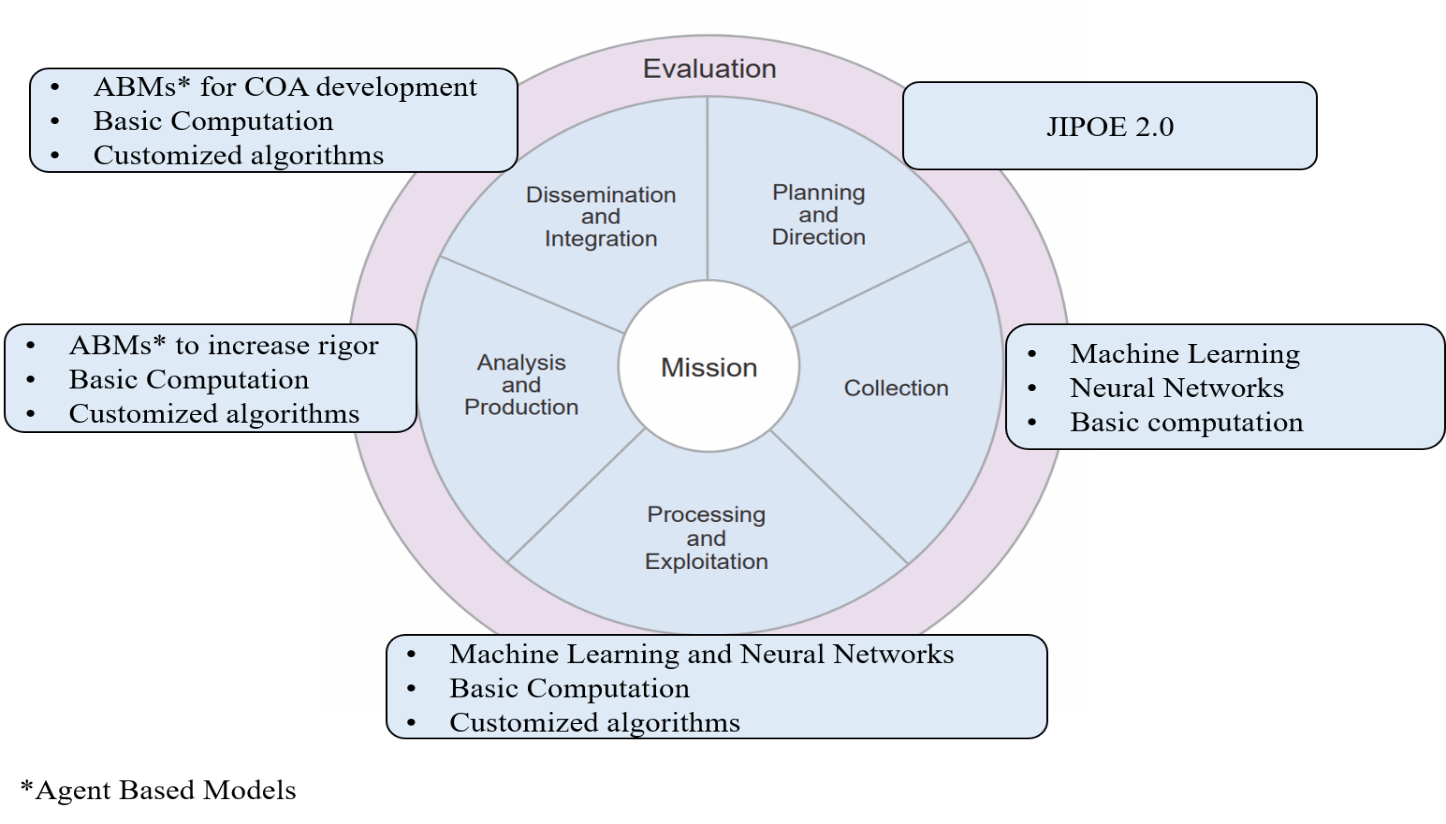 Evaluation
• ABMs* for COA development
• Basic Computation
• Customized algorithms
JIPOE 2.0
Dissemination
and
Integration
Planning
and
Direction
• ABMs* to increase rigor
• Basic Computation
• Customized algorithms
Analysis
and
Production
Mission
Collection
• Machine Learning
• Neural Networks
• Basic computation
Processing
and
Exploitation
• Machine Learning and Neural Networks
• Basic Computation
• Customized algorithms
*Agent Based Models